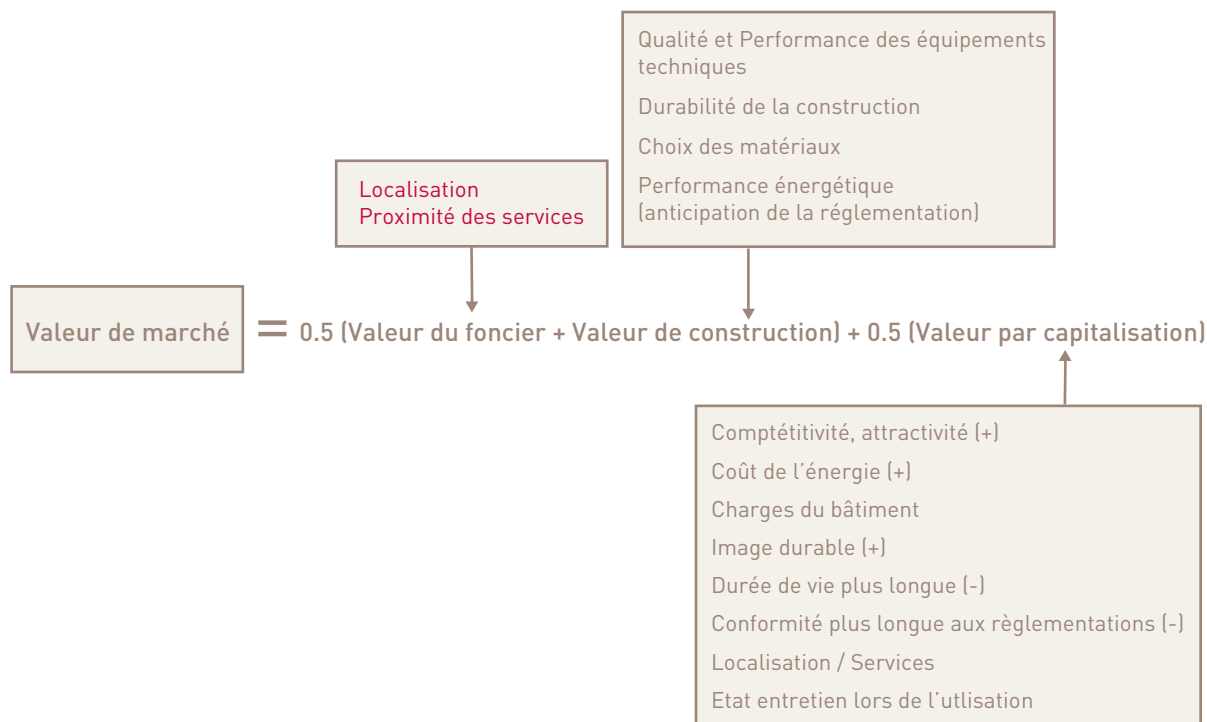 Qualité et Performance des équipements
techniques
Durabilité de la construction
Choix des matériaux
Performance énergétique
(anticipation de la réglementation)
Localisation
Proximité des services
Valeur de marché = 0.5 (Valeur du foncier + Valeur de construction) + 0.5 (Valeur par capitalisation)
Comptétitivité, attractivité (+)
Coût de l’énergie (+)
Charges du bâtiment
Image durable (+)
Durée de vie plus longue (-)
Conformité plus longue aux règlementations (-)
Localisation / Services
Etat entretien lors de l’utlisation